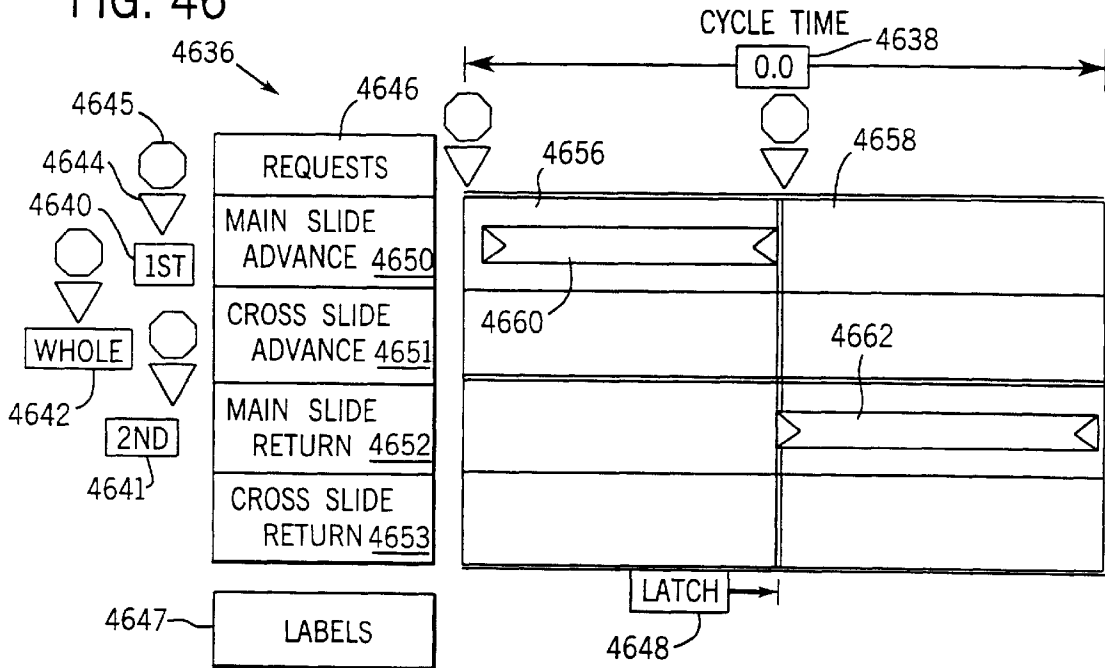 FIG. 46
CYCLE TIME
4636
4638
0.0
4646
4645
REQUESTS
4656
4658
4644
4640
1ST
MAIN SLIDE
ADVANCE 4650
4660
WHOLE
CROSS SLIDE
ADVANCE 4651
4662
4642
2ND
MAIN SLIDE
RETURN 4652
4641
CROSS SLIDE
RETURN 4653
LATCH
4647
LABELS
4648